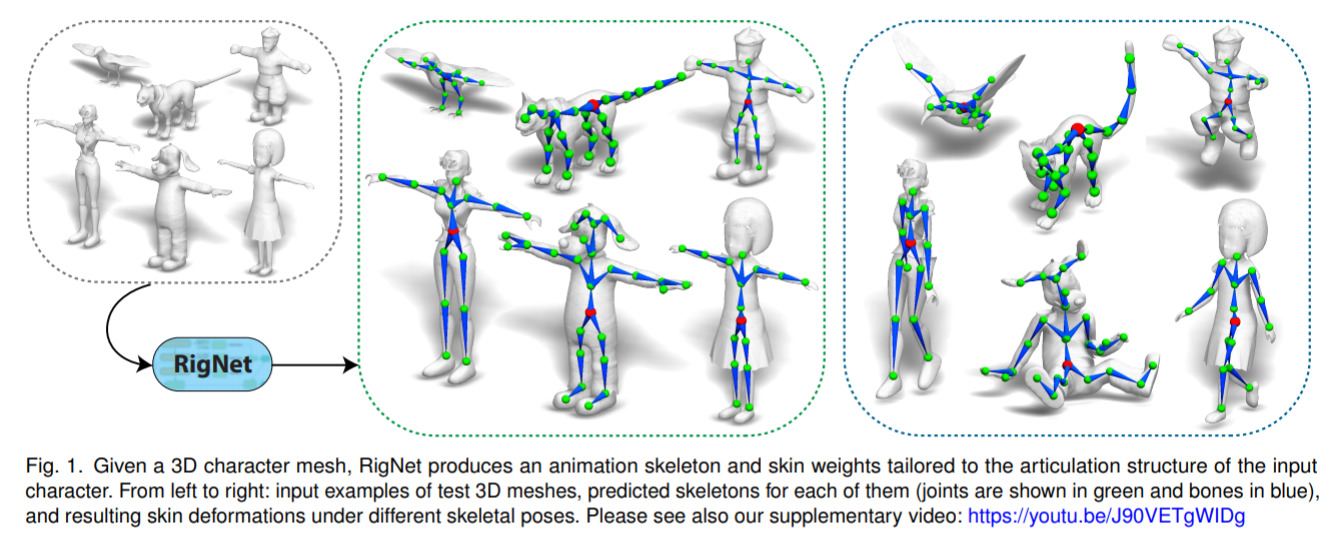 RigNet
Fig. 1. Given a 3D character mesh, RigNet produces an animation skeleton and skin weights tailored to the articulation structure of the input
character. From left to right: input examples of test 3D meshes, predicted skeletons for each of them (joints are shown in green and bones in blue),
and resulting skin deformations under different skeletal poses. Please see also our supplementary video: https://youtu.be/J90VETgWIDg